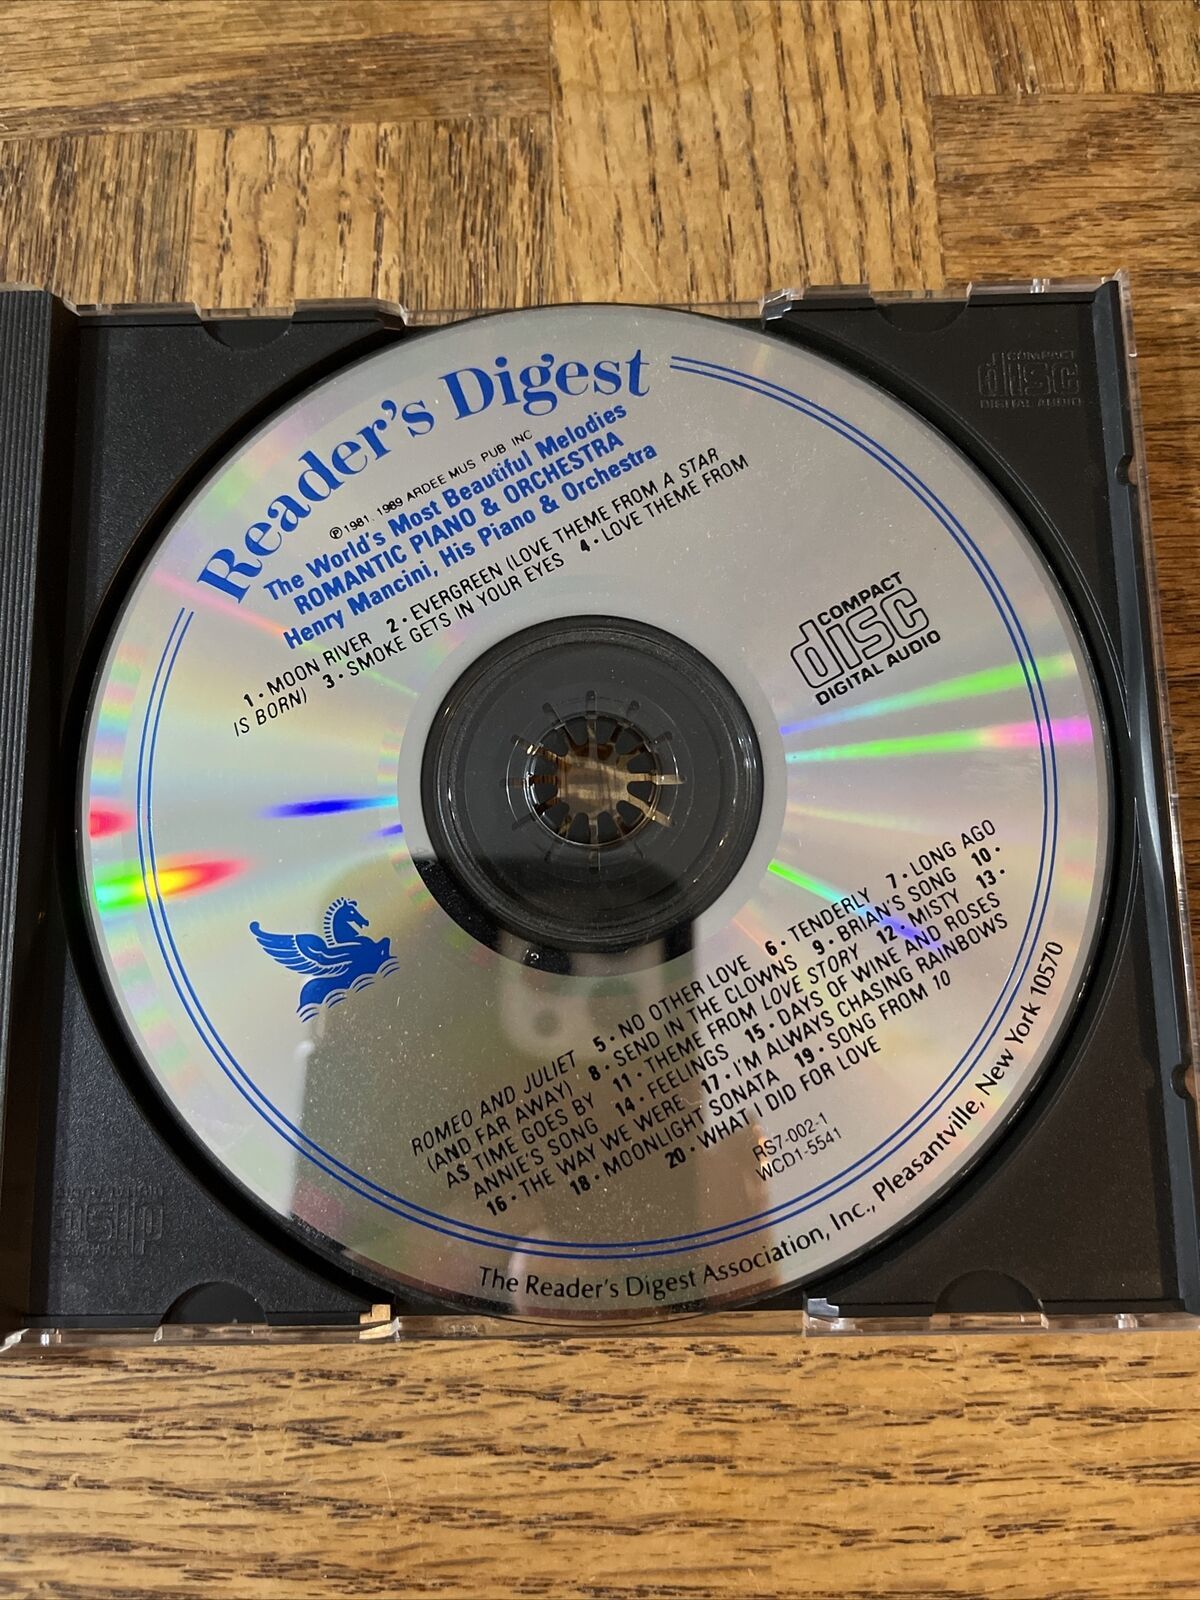 Reader's Digest
℗1981, 1989 ARDEE MUS PUB INC
The World's Most Beautiful Melodies
ROMANTIC PIANO & ORCHESTRA
Henry Mancini, His Piano & Orchestra
1 • MOON RIVER 2 • EVERGREEN (LOVE THEME FROM A STAR
IS BORN) 3 • SMOKE GETS IN YOUR EYES 4 • LOVE THEME FROM
COMPACT
disc
DIGITAL AUDIO
COMPACT
disc
DIGITAL AUDIO
ROMEO AND JULIET 5 • NO OTHER LOVE 6 • TENDERLY 7 • LONG AGO
(AND FAR AWAY) 8 • SEND IN THE CLOWNS 9 • BRIAN'S SONG 10 •
AS TIME GOES BY 11 • THEME FROM LOVE STORY 12 • MISTY 13 •
ANNIE'S SONG 14 • FEELINGS 15 • DAYS OF WINE AND ROSES
16 • THE WAY WE WERE 17 • I'M ALWAYS CHASING RAINBOWS
18 • MOONLIGHT SONATA 19 • SONG FROM 10
20 • WHAT I DID FOR LOVE
RS7-002-1
WCD1-5541
The Reader's Digest Association, Inc., Pleasantville, New York 10570